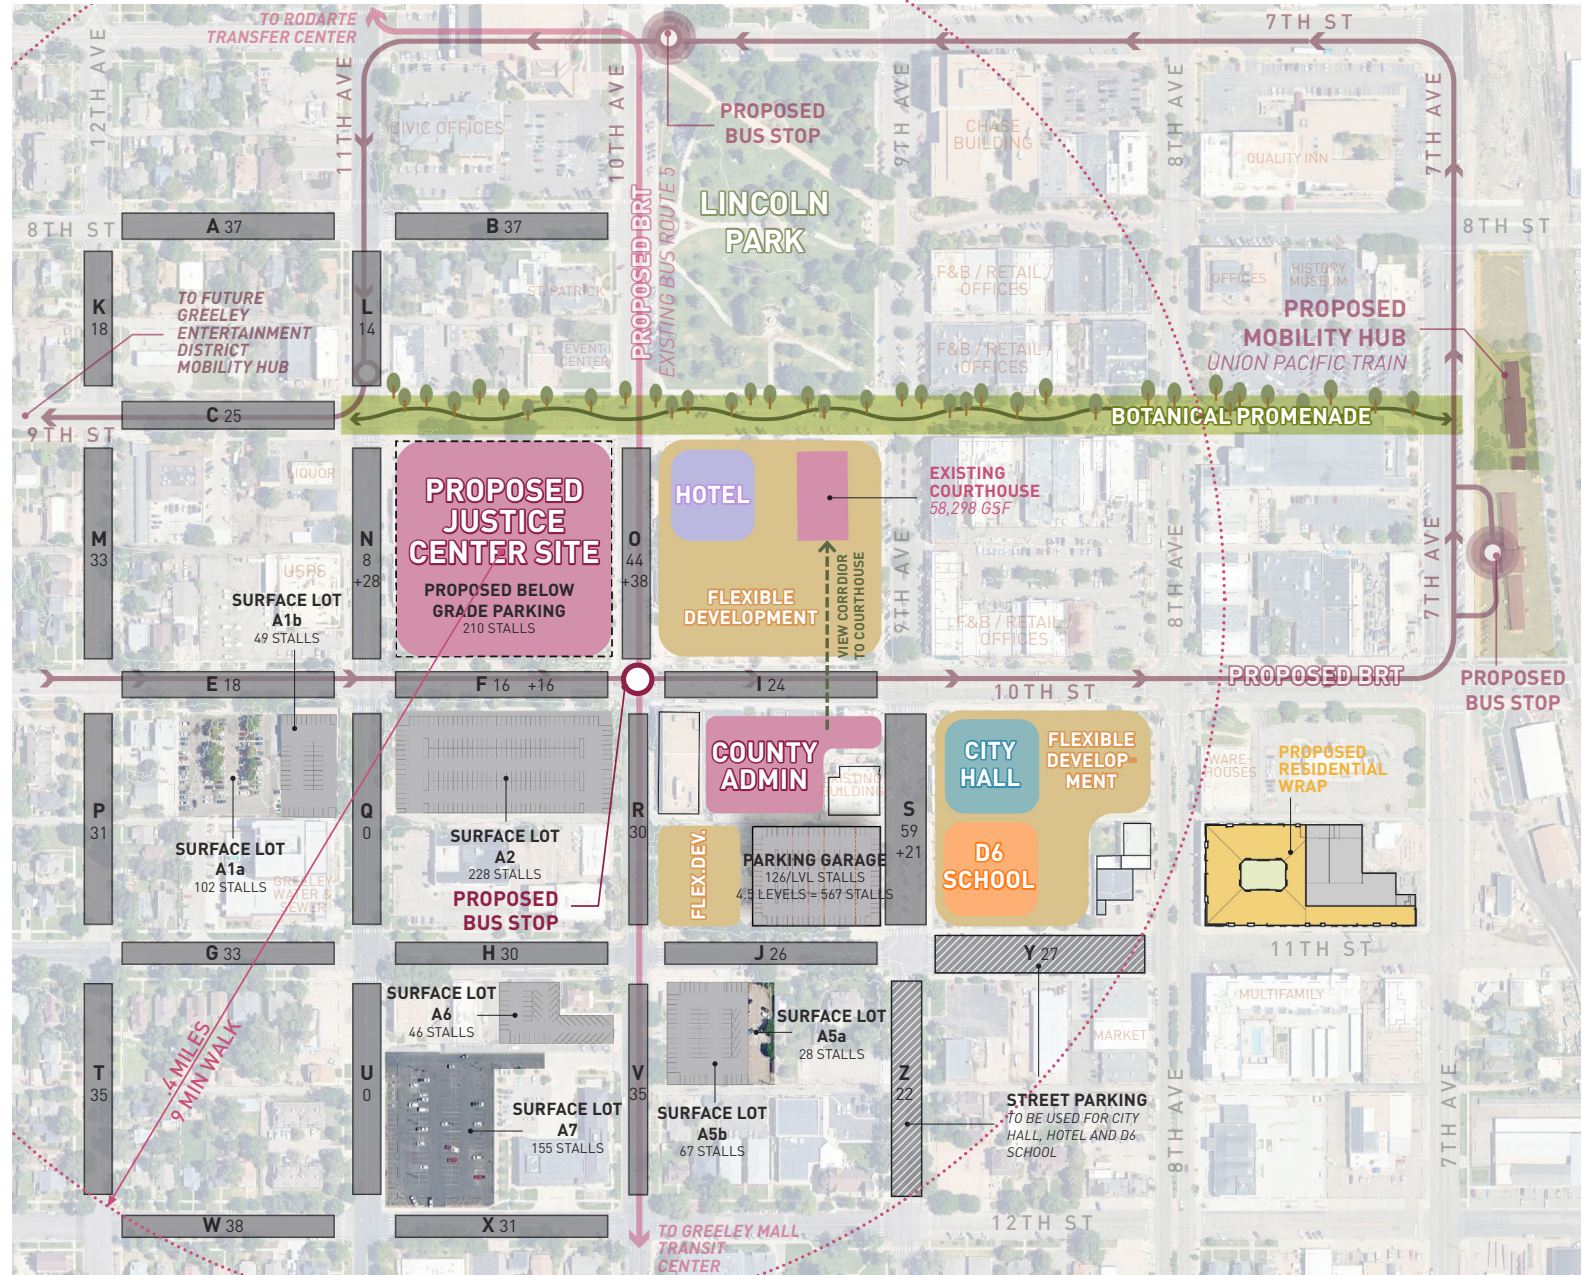 TO RODARTE
TRANSFER CENTER
7TH ST
12TH AVE
11TH AVE
10TH AVE
9TH AVE
8TH AVE
7TH AVE
CIVIC OFFICES
PROPOSED
BUS STOP
CHASE
BUILDING
QUALITY INN
LINCOLN
PARK
PROPOSED BRT
EXISTING BUS ROUTE 5
8TH ST
A 37
B 37
8TH ST
K
18
L
14
TO FUTURE
GREELEY
ENTERTAINMENT
DISTRICT
MOBILITY HUB
ST. PATRICK
EVENT
CENTER
F&B / RETAIL /
OFFICES
F&B / RETAIL /
OFFICES
OFFICES
HISTORY
MUSEUM
PROPOSED
MOBILITY HUB
UNION PACIFIC TRAIN
C 25
9TH ST
BOTANICAL PROMENADE
LIQUOR
M
33
N
8
+28
USPS
PROPOSED
JUSTICE
CENTER SITE
PROPOSED BELOW
GRADE PARKING
210 STALLS
O
44
+38
HOTEL
FLEXIBLE
DEVELOPMENT
EXISTING
COURTHOUSE
58,298 GSF
VIEW CORRDIOR
TO COURTHOUSE
9TH AVE
F&B / RETAIL /
OFFICES
8TH AVE
7TH AVE
SURFACE LOT
A1b
49 STALLS
E 18
F 16 +16
I 24
10TH ST
PROPOSED BRT
PROPOSED
BUS STOP
P
31
Q
0
R
30
S
59
+21
COUNTY
ADMIN
EXISTING
BUILDING
CITY
HALL
FLEXIBLE
DEVELOP-
MENT
WARE-
HOUSES
PROPOSED
RESIDENTIAL
WRAP
SURFACE LOT
A1a
102 STALLS
GREELEY
WATER &
SEWER
SURFACE LOT
A2
228 STALLS
PROPOSED
BUS STOP
FLEX.DEV.
PARKING GARAGE
126/LVL STALLS
4.5 LEVELS = 567 STALLS
D6
SCHOOL
G 33
H 30
J 26
Y 27
11TH ST
SURFACE LOT
A6
46 STALLS
SURFACE LOT
A5a
28 STALLS
MULTIFAMILY
MARKET
.4 MILES
9 MIN WALK
T
35
U
0
V
35
Z
22
SURFACE LOT
A7
155 STALLS
SURFACE LOT
A5b
67 STALLS
STREET PARKING
TO BE USED FOR CITY
HALL, HOTEL AND D6
SCHOOL
8TH AVE
7TH AVE
W 38
X 31
TO GREELEY MALL
TRANSIT
CENTER
12TH ST